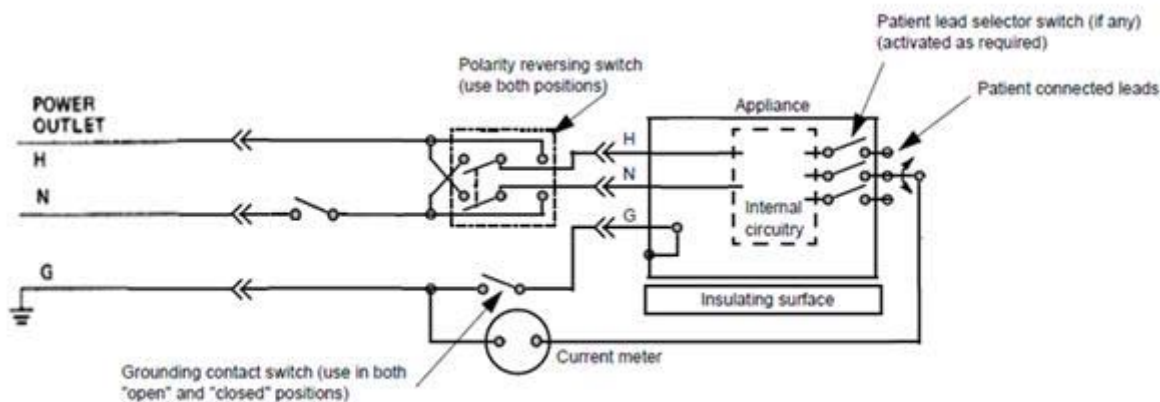 Patient lead selector switch (if any)
(activated as required)
Polarity reversing switch
(use both positions)
Patient connected leads
POWER
OUTLET
Appliance
H
H
N
N
Internal
circuitry
G
G
Insulating surface
Current meter
Grounding contact switch (use in both
"open" and "closed" positions)